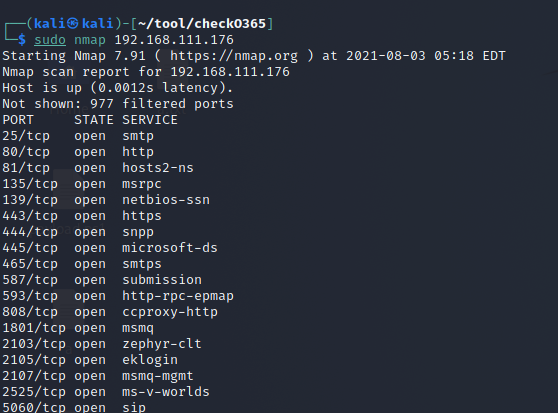 ┌──(kali㉿kali)-[~/tool/checkO365]
└─$ sudo nmap 192.168.111.176
Starting Nmap 7.91 ( https://nmap.org ) at 2021-08-03 05:18 EDT
Nmap scan report for 192.168.111.176
Host is up (0.0012s latency).
Not shown: 977 filtered ports
PORT     STATE SERVICE
25/tcp   open  smtp
80/tcp   open  http
81/tcp   open  hosts2-ns
135/tcp  open  msrpc
139/tcp  open  netbios-ssn
443/tcp  open  https
444/tcp  open  snpp
445/tcp  open  microsoft-ds
465/tcp  open  smtps
587/tcp  open  submission
593/tcp  open  http-rpc-epmap
808/tcp  open  ccproxy-http
1801/tcp open  msmq
2103/tcp open  zephyr-clt
2105/tcp open  eklogin
2107/tcp open  msmq-mgmt
2525/tcp open  ms-v-worlds
5060/tcp open  sip